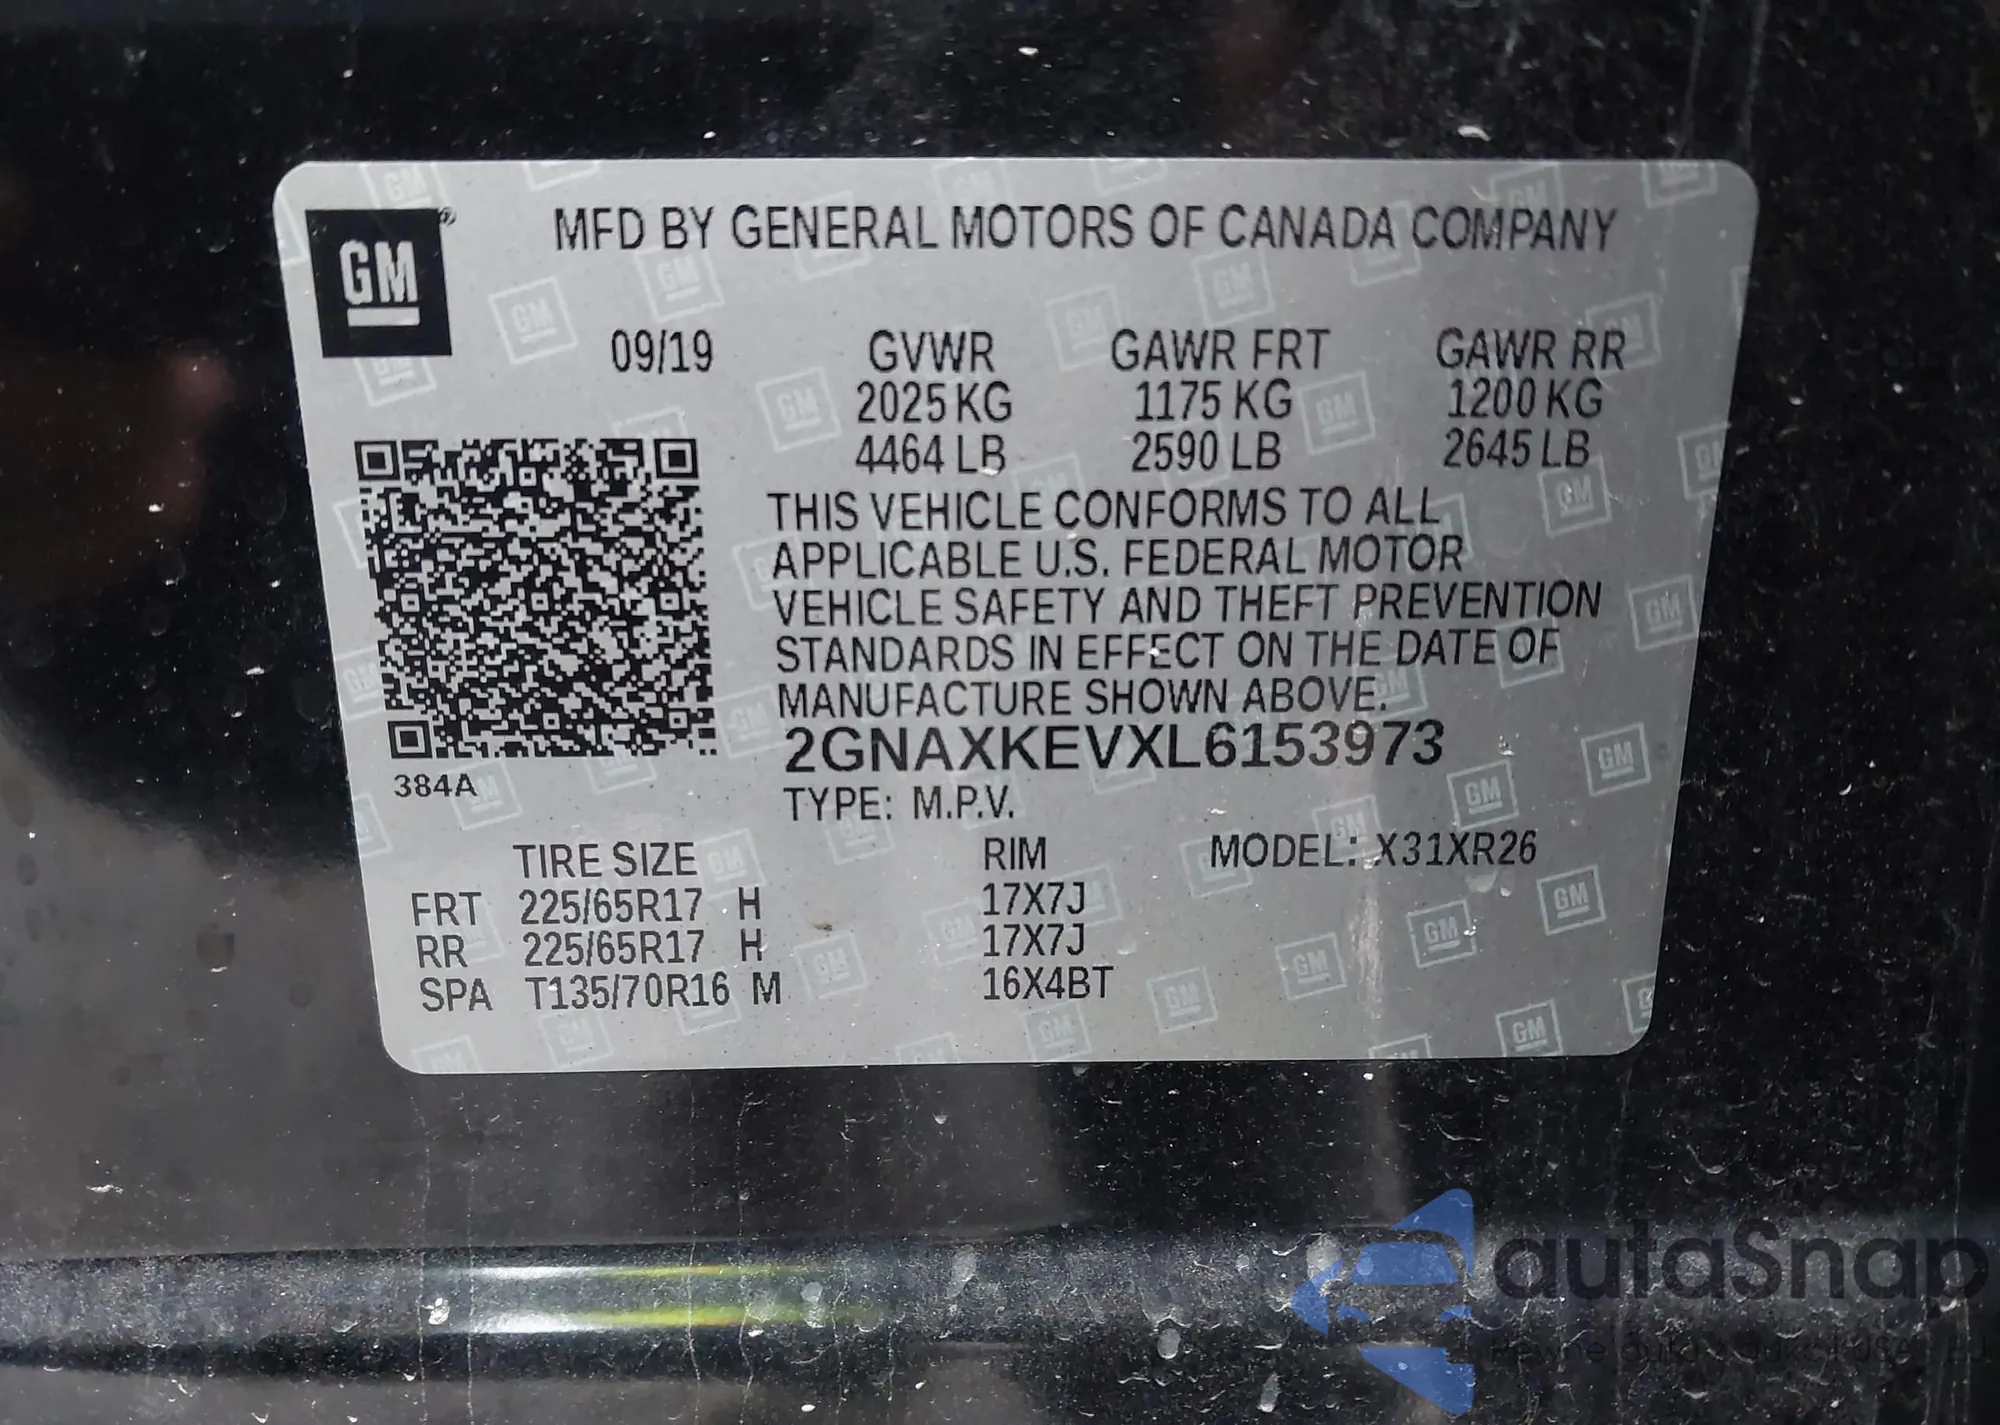 GM
MFD BY GENERAL MOTORS OF CANADA COMPANY
09/19 GVWR GAWR FRT GAWR RR
2025 KG 1175 KG 1200 KG
4464 LB 2590 LB 2645 LB
THIS VEHICLE CONFORMS TO ALL
APPLICABLE U.S. FEDERAL MOTOR
VEHICLE SAFETY AND THEFT PREVENTION
STANDARDS IN EFFECT ON THE DATE OF
MANUFACTURE SHOWN ABOVE.
2GNAXKEVXL6153973
384A
TYPE: M.P.V.
TIRE SIZE RIM MODEL: X31XR26
FRT 225/65R17 H 17X7J
RR 225/65R17 H 17X7J
SPA T135/70R16 M 16X4BT
autaSnap